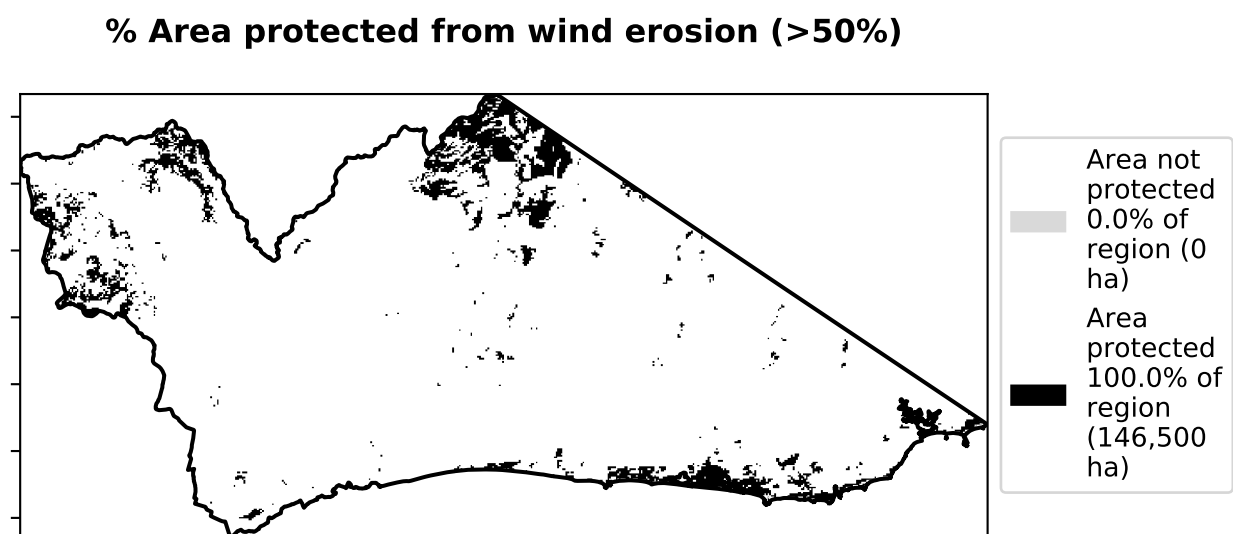 % Area protected from wind erosion (>50%)
Area not
protected
0.0% of
region (0
ha)
Area
protected
100.0% of
region
(146,500
ha)